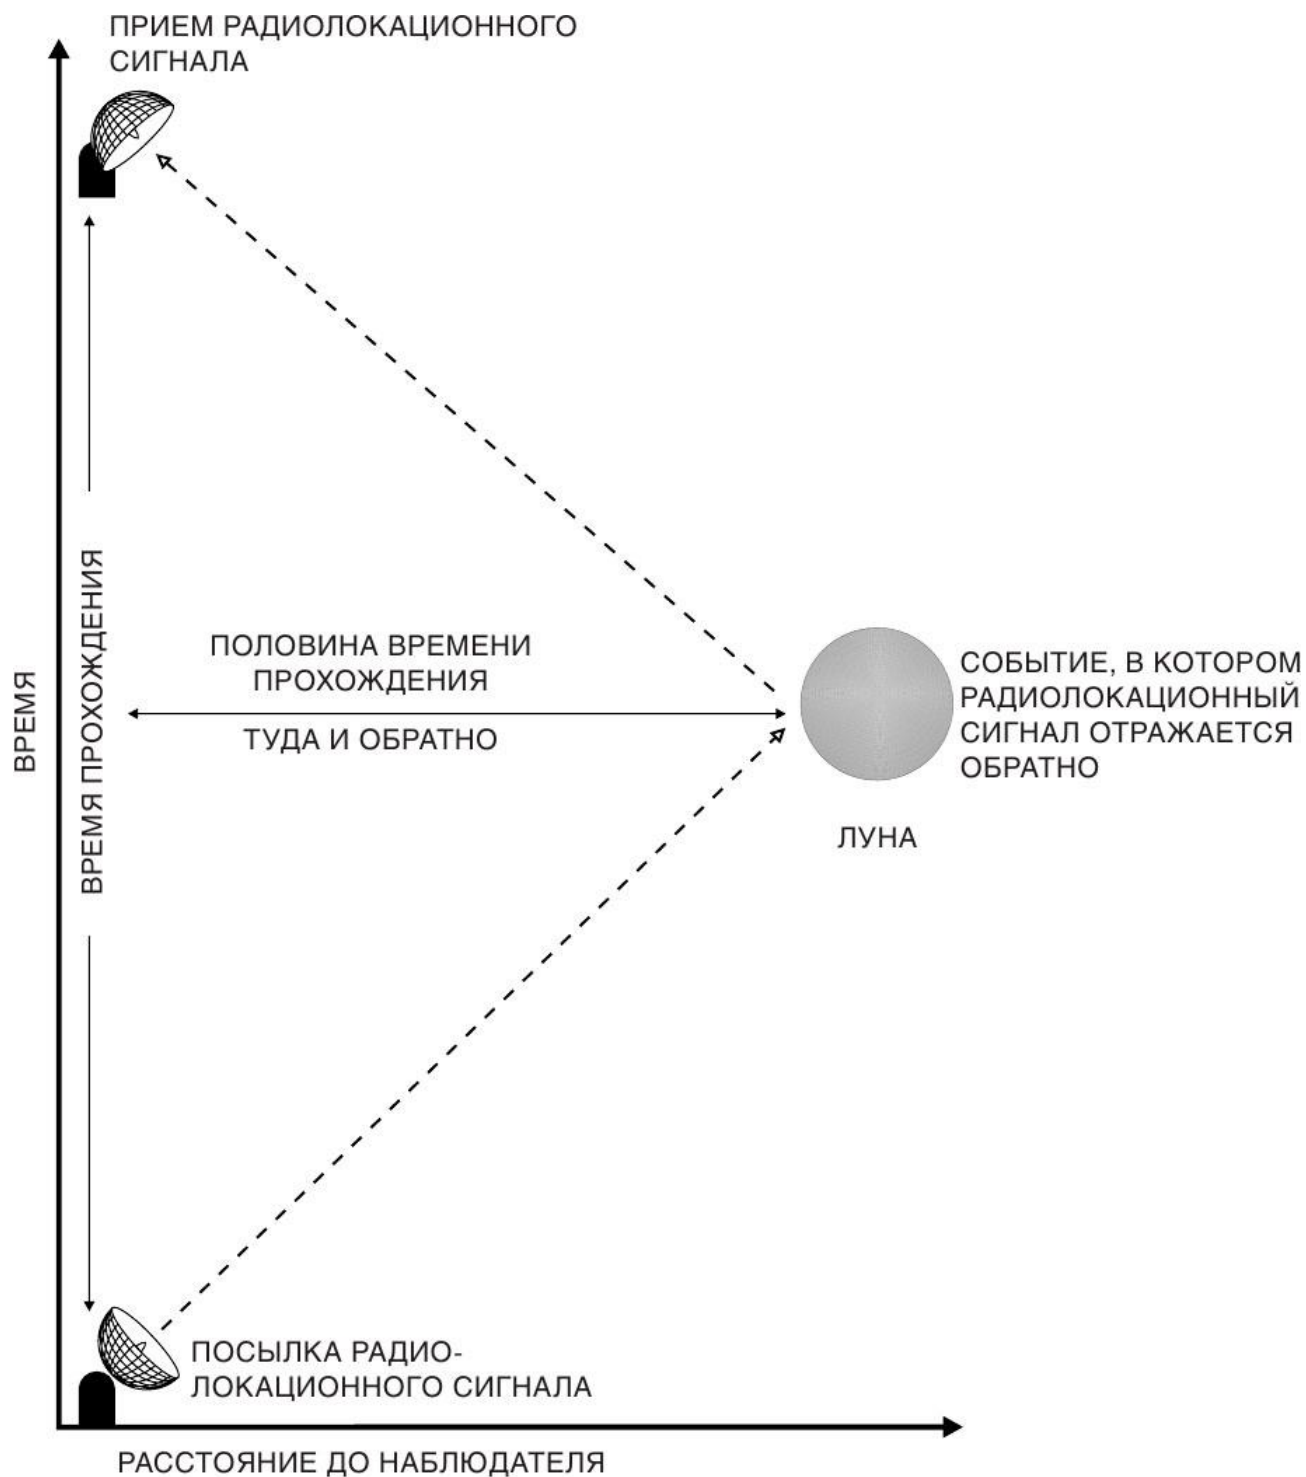 ПРИЕМ РАДИОЛОКАЦИОННОГО
СИГНАЛА
ВРЕМЯ
ВРЕМЯ ПРОХОЖДЕНИЯ
ПОЛОВИНА ВРЕМЕНИ
ПРОХОЖДЕНИЯ
ТУДА И ОБРАТНО
СОБЫТИЕ, В КОТОРОМ
РАДИОЛОКАЦИОННЫЙ
СИГНАЛ ОТРАЖАЕТСЯ
ОБРАТНО
ЛУНА
ПОСЫЛКА РАДИО-
ЛОКАЦИОННОГО СИГНАЛА
РАССТОЯНИЕ ДО НАБЛЮДАТЕЛЯ